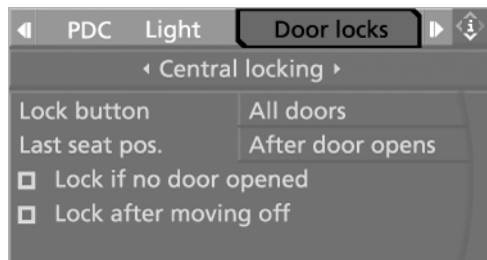 PDC Light Door locks i
Central locking
Lock button All doors
Last seat pos. After door opens
Lock if no door opened
Lock after moving off